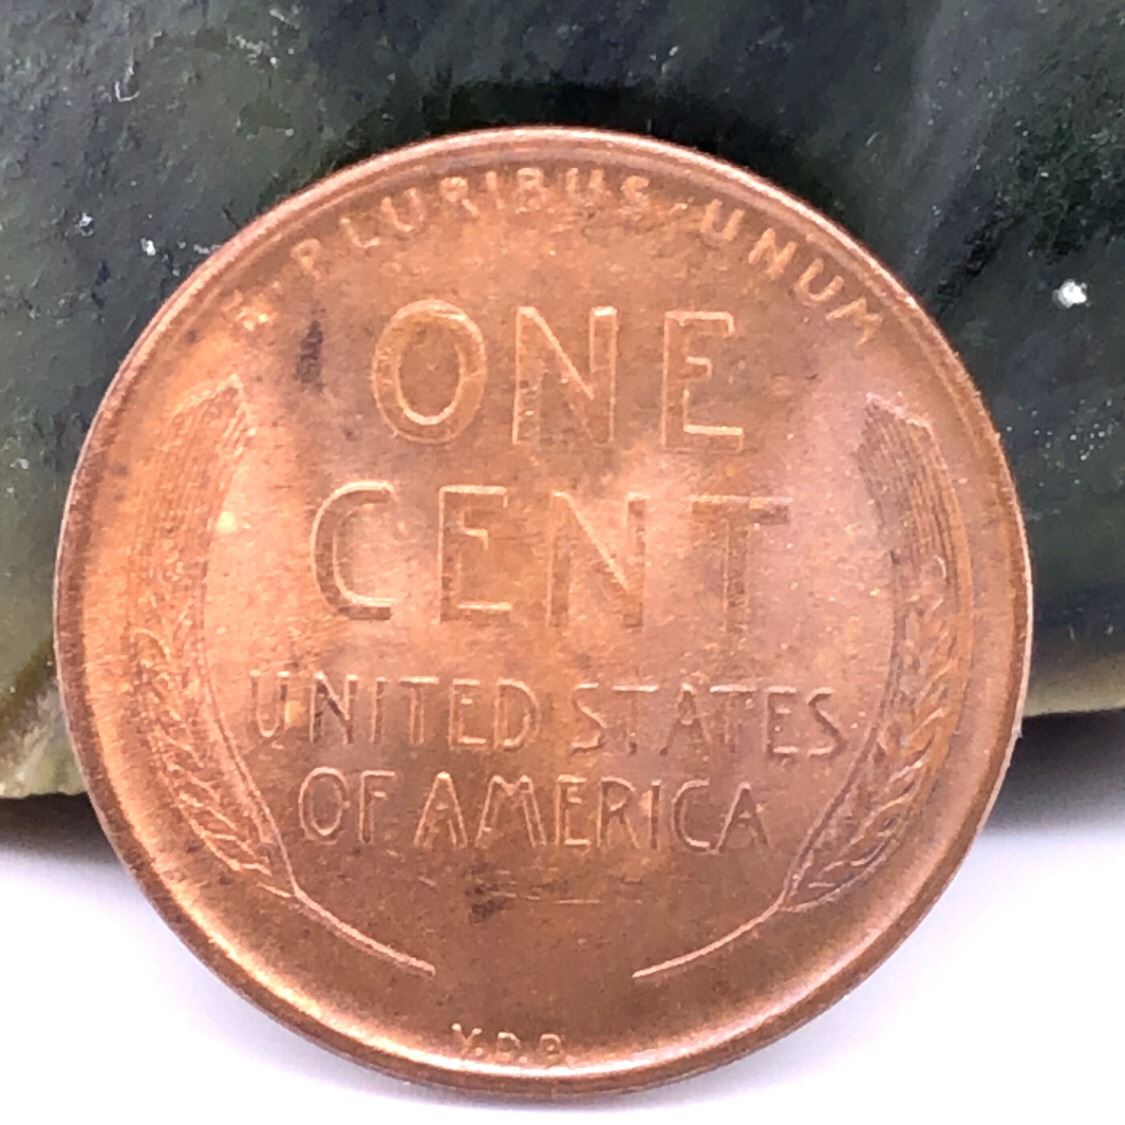 E·PLURIBUS·UNUM
ONE
CENT
UNITED STATES
OF AMERICA
V.D.B.